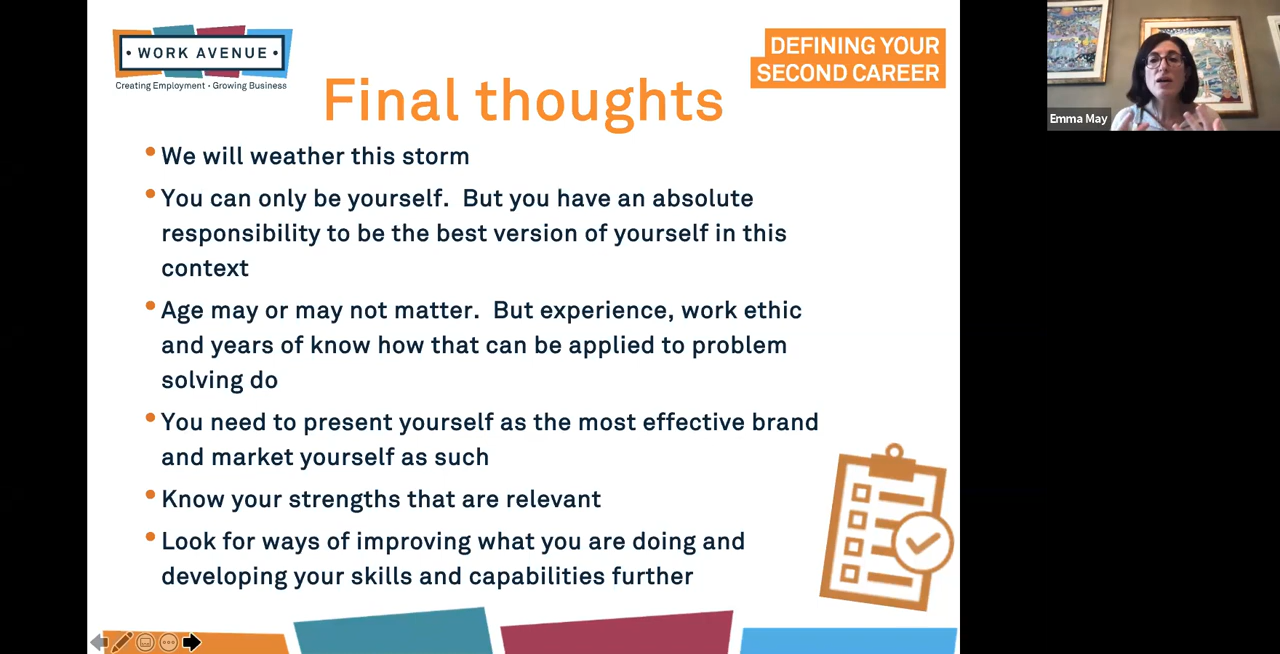 • WORK AVENUE •
Creating Employment • Growing Business
DEFINING YOUR
SECOND CAREER
Final thoughts
• We will weather this storm
• You can only be yourself.  But you have an absolute
responsibility to be the best version of yourself in this
context
• Age may or may not matter.  But experience, work ethic
and years of know how that can be applied to problem
solving do
• You need to present yourself as the most effective brand
and market yourself as such
• Know your strengths that are relevant
• Look for ways of improving what you are doing and
developing your skills and capabilities further
Emma May